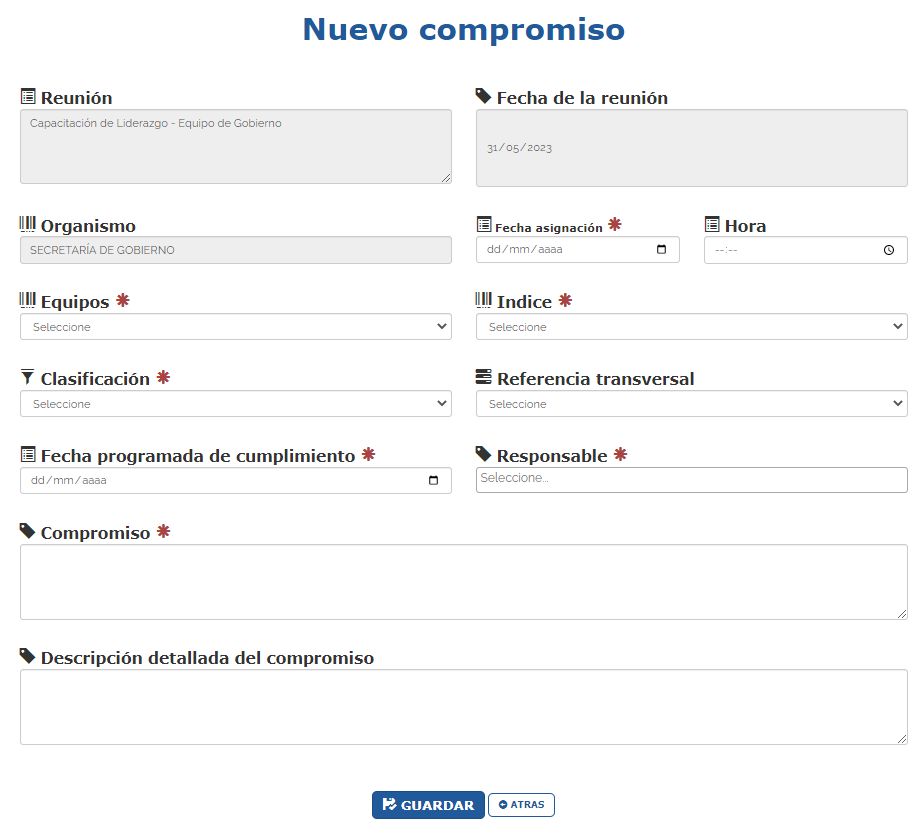 Nuevo compromiso
Reunión
Fecha de la reunión
Capacitación de Liderazgo - Equipo de Gobierno
31/05/2023
Organismo
Fecha asignación *
Hora
SECRETARÍA DE GOBIERNO
dd/mm/aaaa
--:--
Equipos *
Indice *
Seleccione
Seleccione
Clasificación *
Referencia transversal
Seleccione
Seleccione
Fecha programada de cumplimiento *
Responsable *
dd/mm/aaaa
Seleccione...
Compromiso *
Descripción detallada del compromiso
GUARDAR
ATRAS